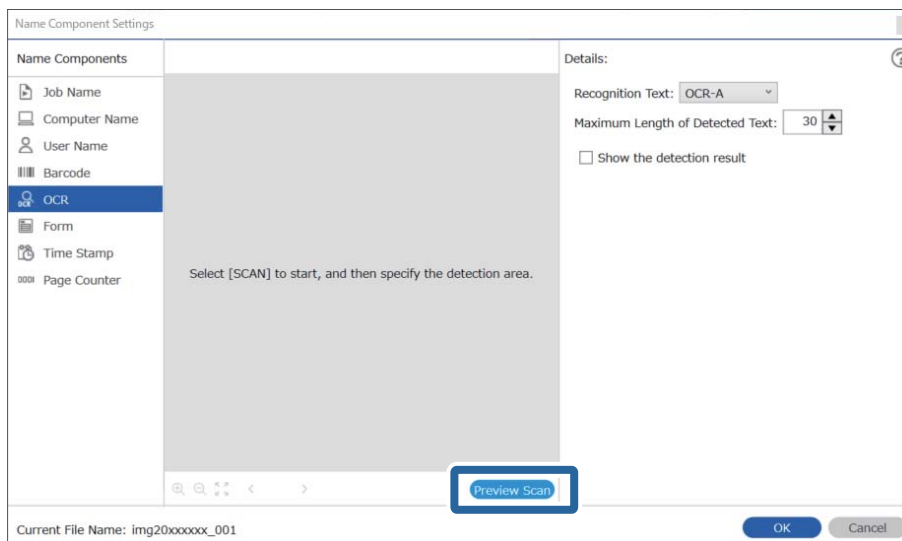 Name Component Settings
Name Components
Job Name
Computer Name
User Name
Barcode
OCR
OCR
Form
Time Stamp
0001 Page Counter
Select [SCAN] to start, and then specify the detection area.
Preview Scan
Details:
Recognition Text: OCR-A
Maximum Length of Detected Text: 30
Show the detection result
Current File Name: img20xxxxxx_001
OK
Cancel